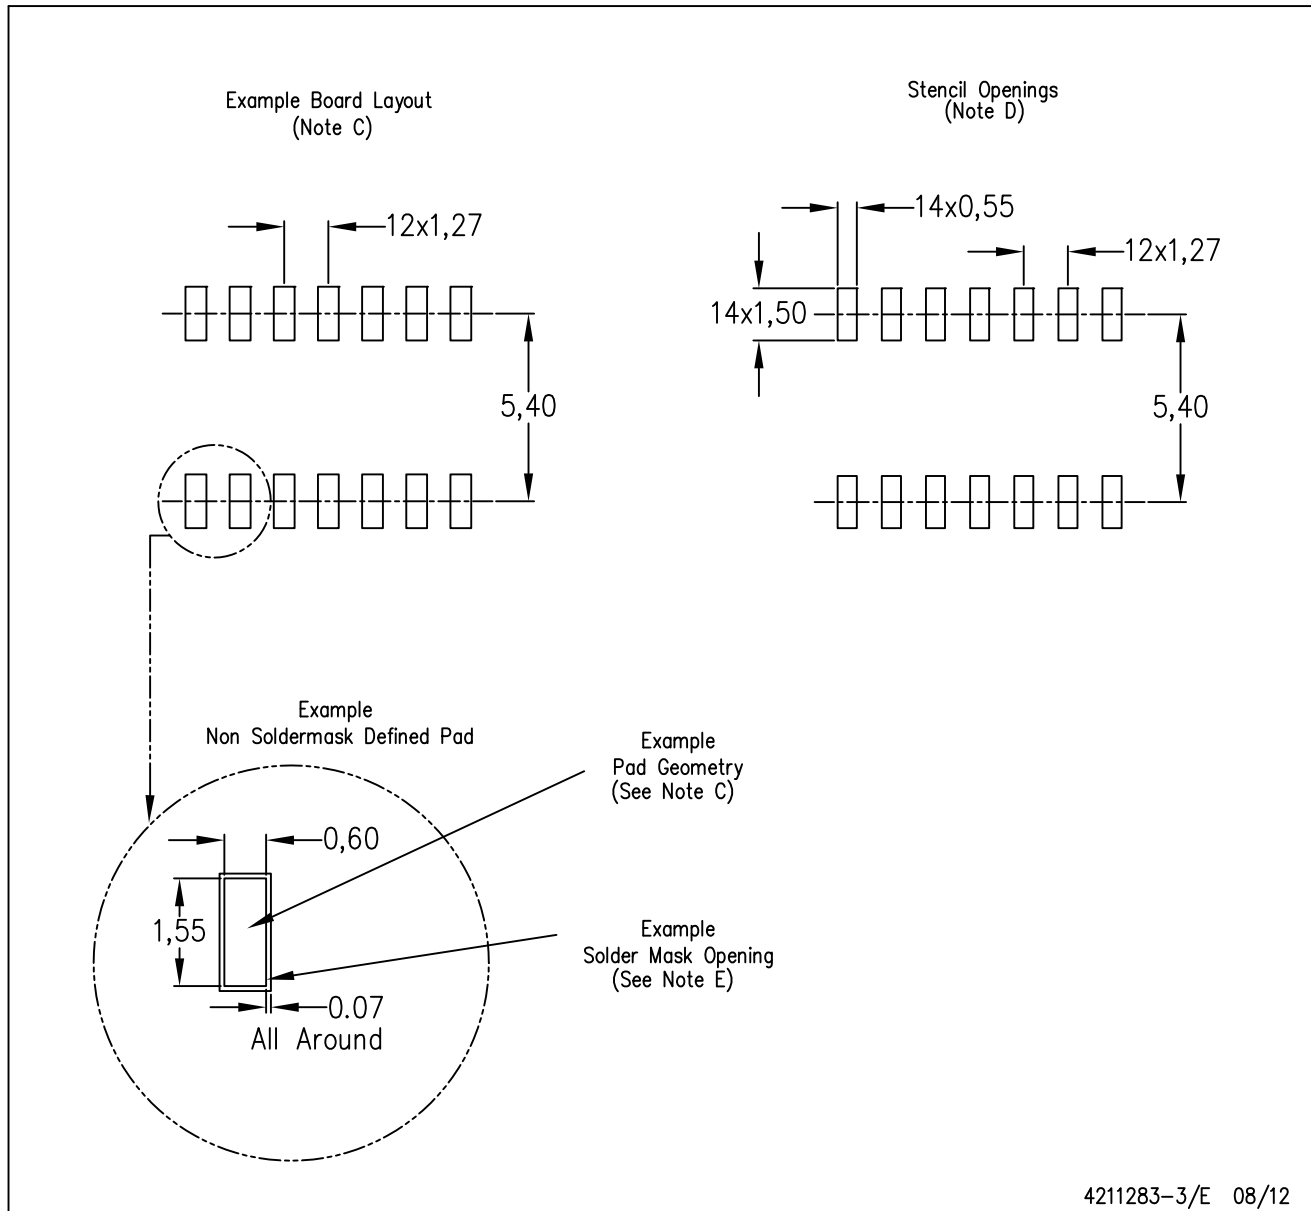 Example Board Layout
(Note C)
Stencil Openings
(Note D)
12x1,27
14x0,55
12x1,27
14x1,50
5,40
5,40
Example
Non Soldermask Defined Pad
Example
Pad Geometry
(See Note C)
0,60
1,55
Example
Solder Mask Opening
(See Note E)
0.07
All Around
4211283-3/E 08/12